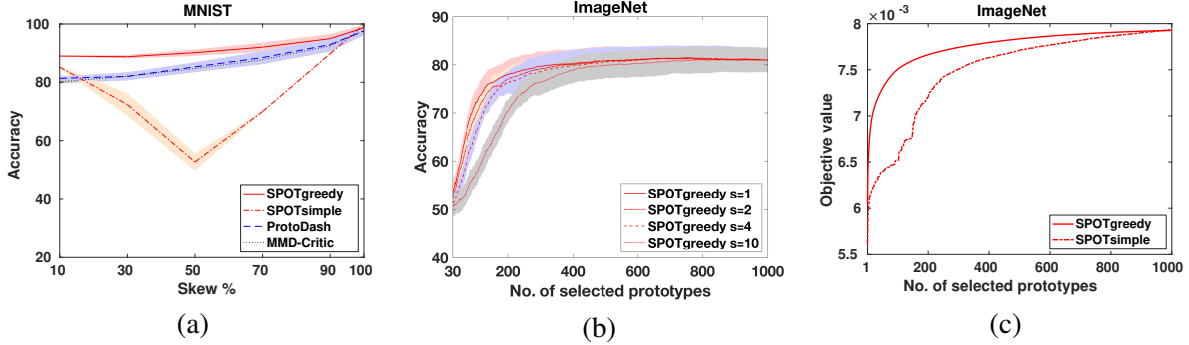 MNIST
100
80
60
40
20
Accuracy
10
30
50
70
90
100
Skew %
SPOTgreedy
SPOTsimple
ProtoDash
MMD-Critic
(a)
ImageNet
90
80
70
60
50
40
Accuracy
30
200
400
600
800
1000
No. of selected prototypes
SPOTgreedy s=1
SPOTgreedy s=2
SPOTgreedy s=4
SPOTgreedy s=10
(b)
ImageNet
× 10⁻³
8
7.5
7
6.5
6
5.5
Objective value
1
200
400
600
800
1000
No. of selected prototypes
SPOTgreedy
SPOTsimple
(c)